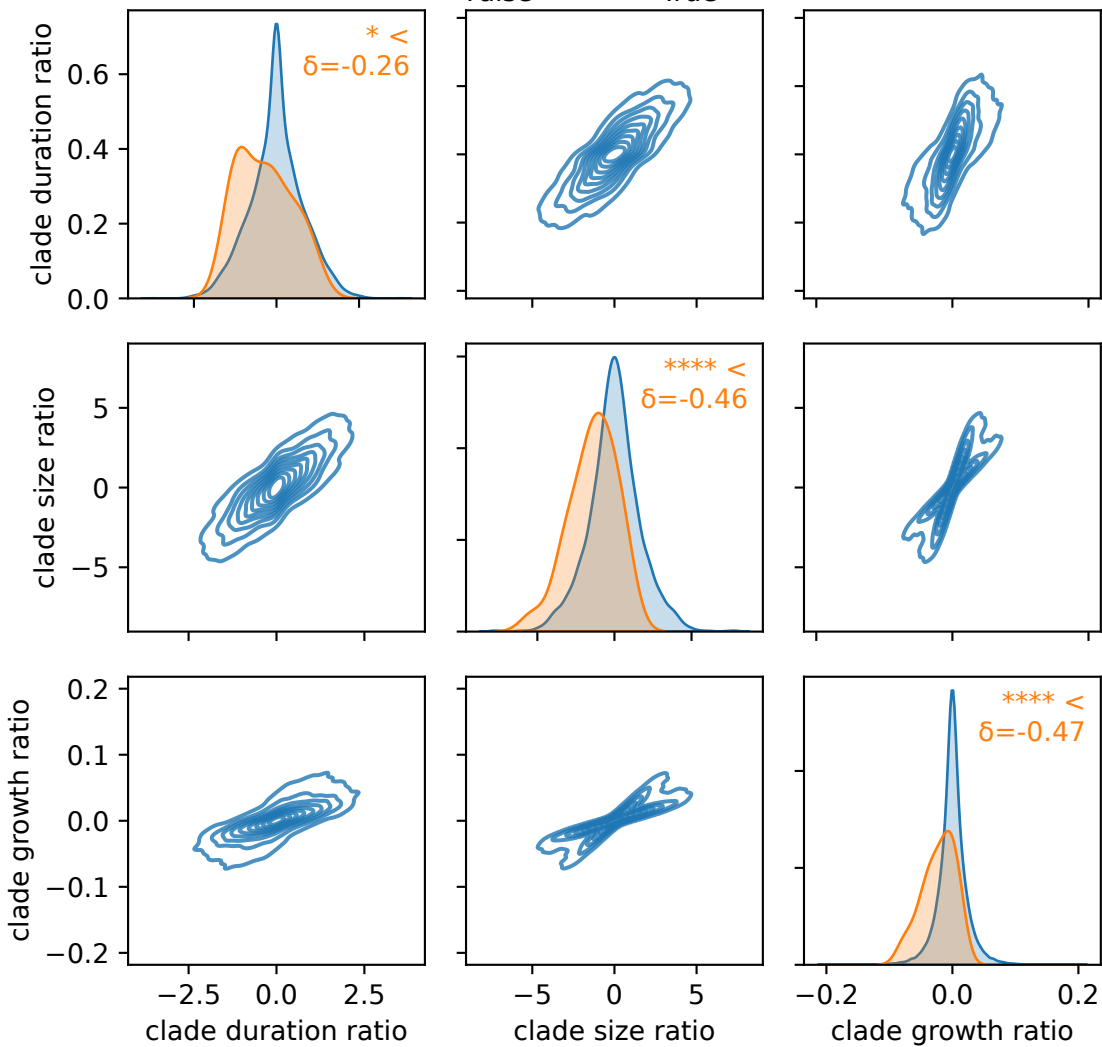 clade duration ratio
0.6
0.4
0.2
0.0
* <
δ=-0.26
clade size ratio
5
0
−5
**** <
δ=-0.46
clade growth ratio
0.2
0.1
0.0
−0.1
−0.2
**** <
δ=-0.47
−2.5 0.0 2.5
−5 0 5
−0.2 0.0 0.2
clade duration ratio
clade size ratio
clade growth ratio